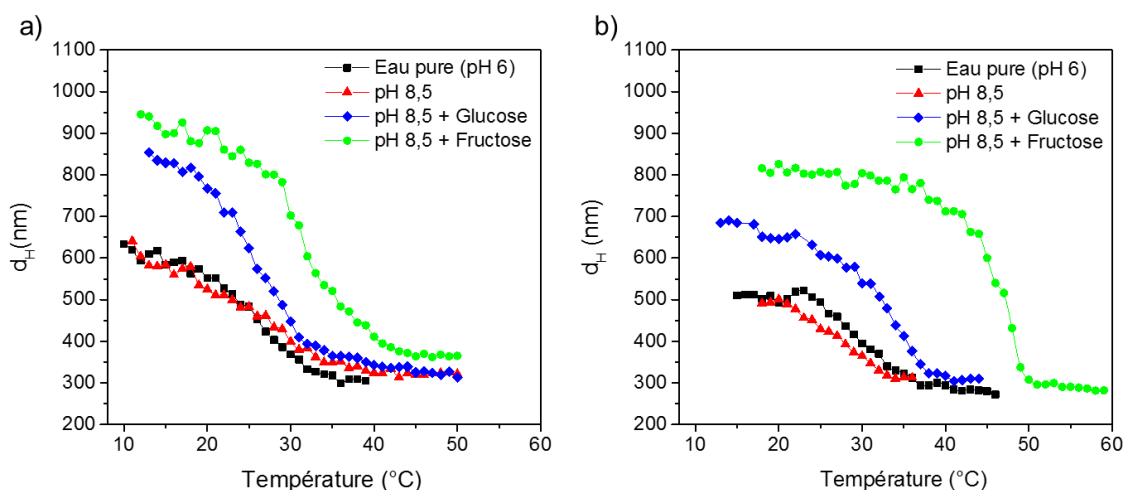 a)
1100
1000
900
800
700
600
500
400
300
200
d_H(nm)
10 20 30 40 50 60
Température (°C)
Eau pure (pH 6)
pH 8,5
pH 8,5 + Glucose
pH 8,5 + Fructose
b)
1100
1000
900
800
700
600
500
400
300
200
d_H (nm)
10 20 30 40 50 60
Température (°C)
Eau pure (pH 6)
pH 8,5
pH 8,5 + Glucose
pH 8,5 + Fructose